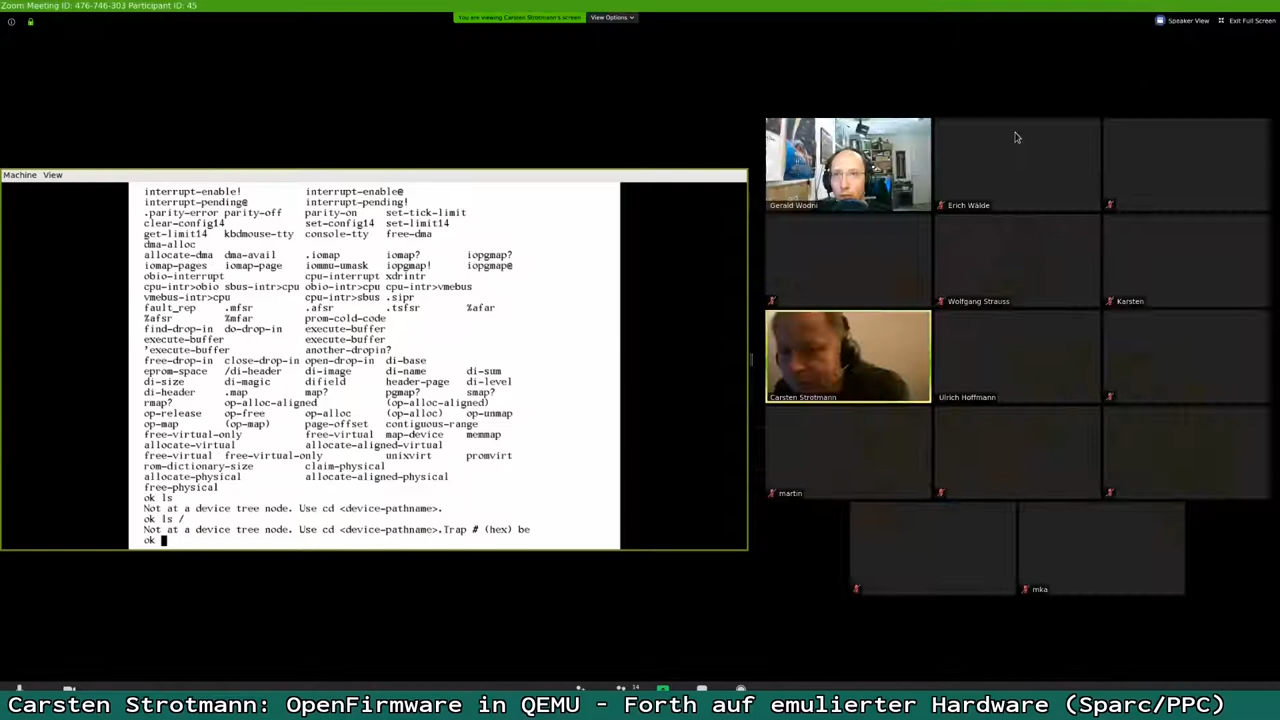 Zoom Meeting ID: 476-746-303 Participant ID: 45
You are viewing Carsten Strotmann's screen
View Options
Speaker View
Exit Full Screen
Machine View
interrupt-enable! interrupt-enable@
interrupt-pending@ interrupt-pending!
.parity-error parity-off parity-on set-tick-limit
clear-config14 set-config14 set-limit14
get-limit14 kbdmouse-tty console-tty free-dma
dma-alloc
allocate-dma dma-avail .iomap iomap? iopgmap?
iomap-pages iomap-page iommu-umask iopgmap! iopgmap@
obio-interrupt cpu-interrupt xdrintr
cpu-intr>obio sbus-intr>cpu cpu-intr>vmebus
vmebus-intr>cpu cpu-intr>sbus .sipr
fault_rep .mfsr .afsr .tsfsr %afar
%afsr %mfar prom-cold-code
find-drop-in do-drop-in execute-buffer
execute-buffer execute-buffer
'execute-buffer another-dropin?
free-drop-in close-drop-in open-drop-in di-base
eprom-space /di-header di-image di-name di-sum
di-size di-magic difield header-page di-level
di-header .map map? pgmap? smap?
rmap? op-alloc-aligned (op-alloc-aligned)
op-release op-free op-alloc (op-alloc) op-unmap
op-map (op-map) page-offset contiguous-range
free-virtual-only free-virtual map-device memmap
allocate-virtual allocate-aligned-virtual
free-virtual free-virtual-only unixvirt promvirt
rom-dictionary-size claim-physical
allocate-physical allocate-aligned-physical
free-physical
ok ls
Not at a device tree node. Use cd <device-pathname>.
ok ls /
Not at a device tree node. Use cd <device-pathname>.Trap # (hex) be
ok
Gerald Wodni
Erich Wälde
Wolfgang Strauss
Karsten
Carsten Strotmann
Ulrich Hoffmann
martin
mka
14
Carsten Strotmann: OpenFirmware in QEMU - Forth auf emulierter Hardware (Sparc/PPC)